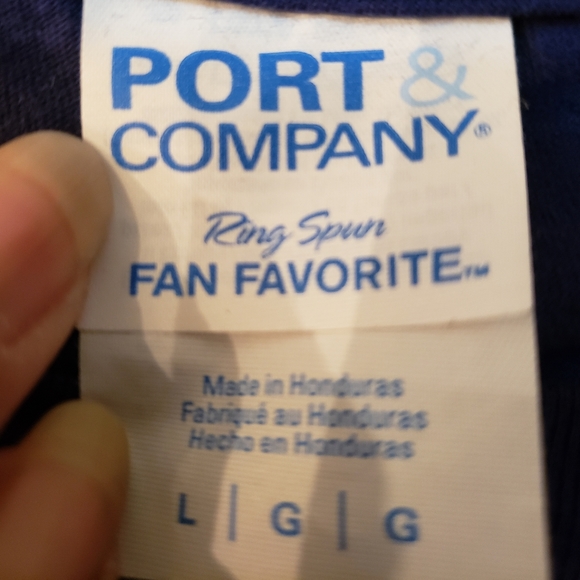 PORT &
COMPANY®
Ring Spun
FAN FAVORITE™
Made in Honduras
Fabriqué au Honduras
Hecho en Honduras
L | G | G